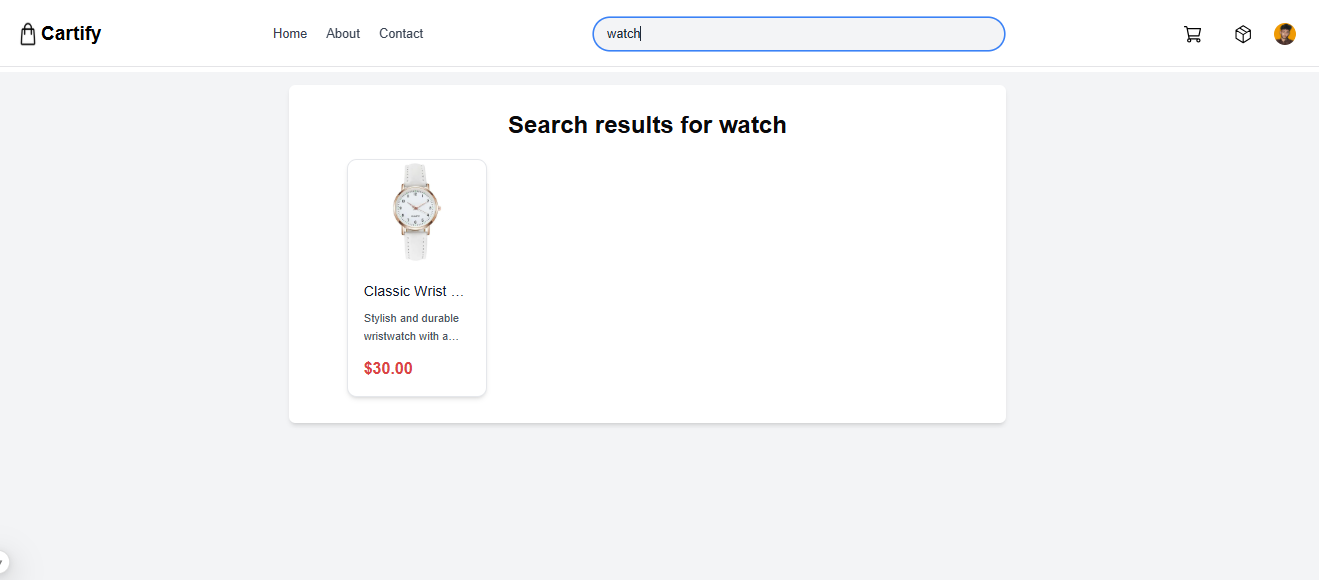 Cartify
Home About Contact
watch
Search results for watch
Classic Wrist ...
Stylish and durable
wristwatch with a...
$30.00